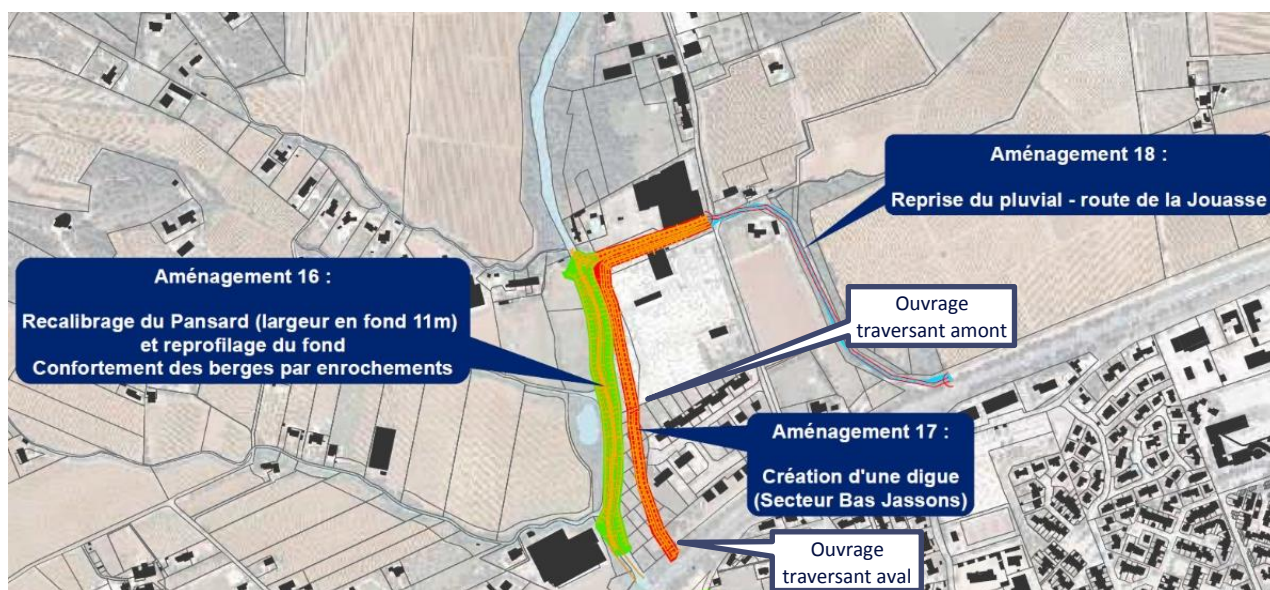 Aménagement 18 :
Reprise du pluvial - route de la Jouasse
Aménagement 16 :
Recalibrage du Pansard (largeur en fond 11m)
et reprofilage du fond
Confortement des berges par enrochements
Ouvrage
traversant amont
Aménagement 17 :
Création d'une digue
(Secteur Bas Jassons)
Ouvrage
traversant aval